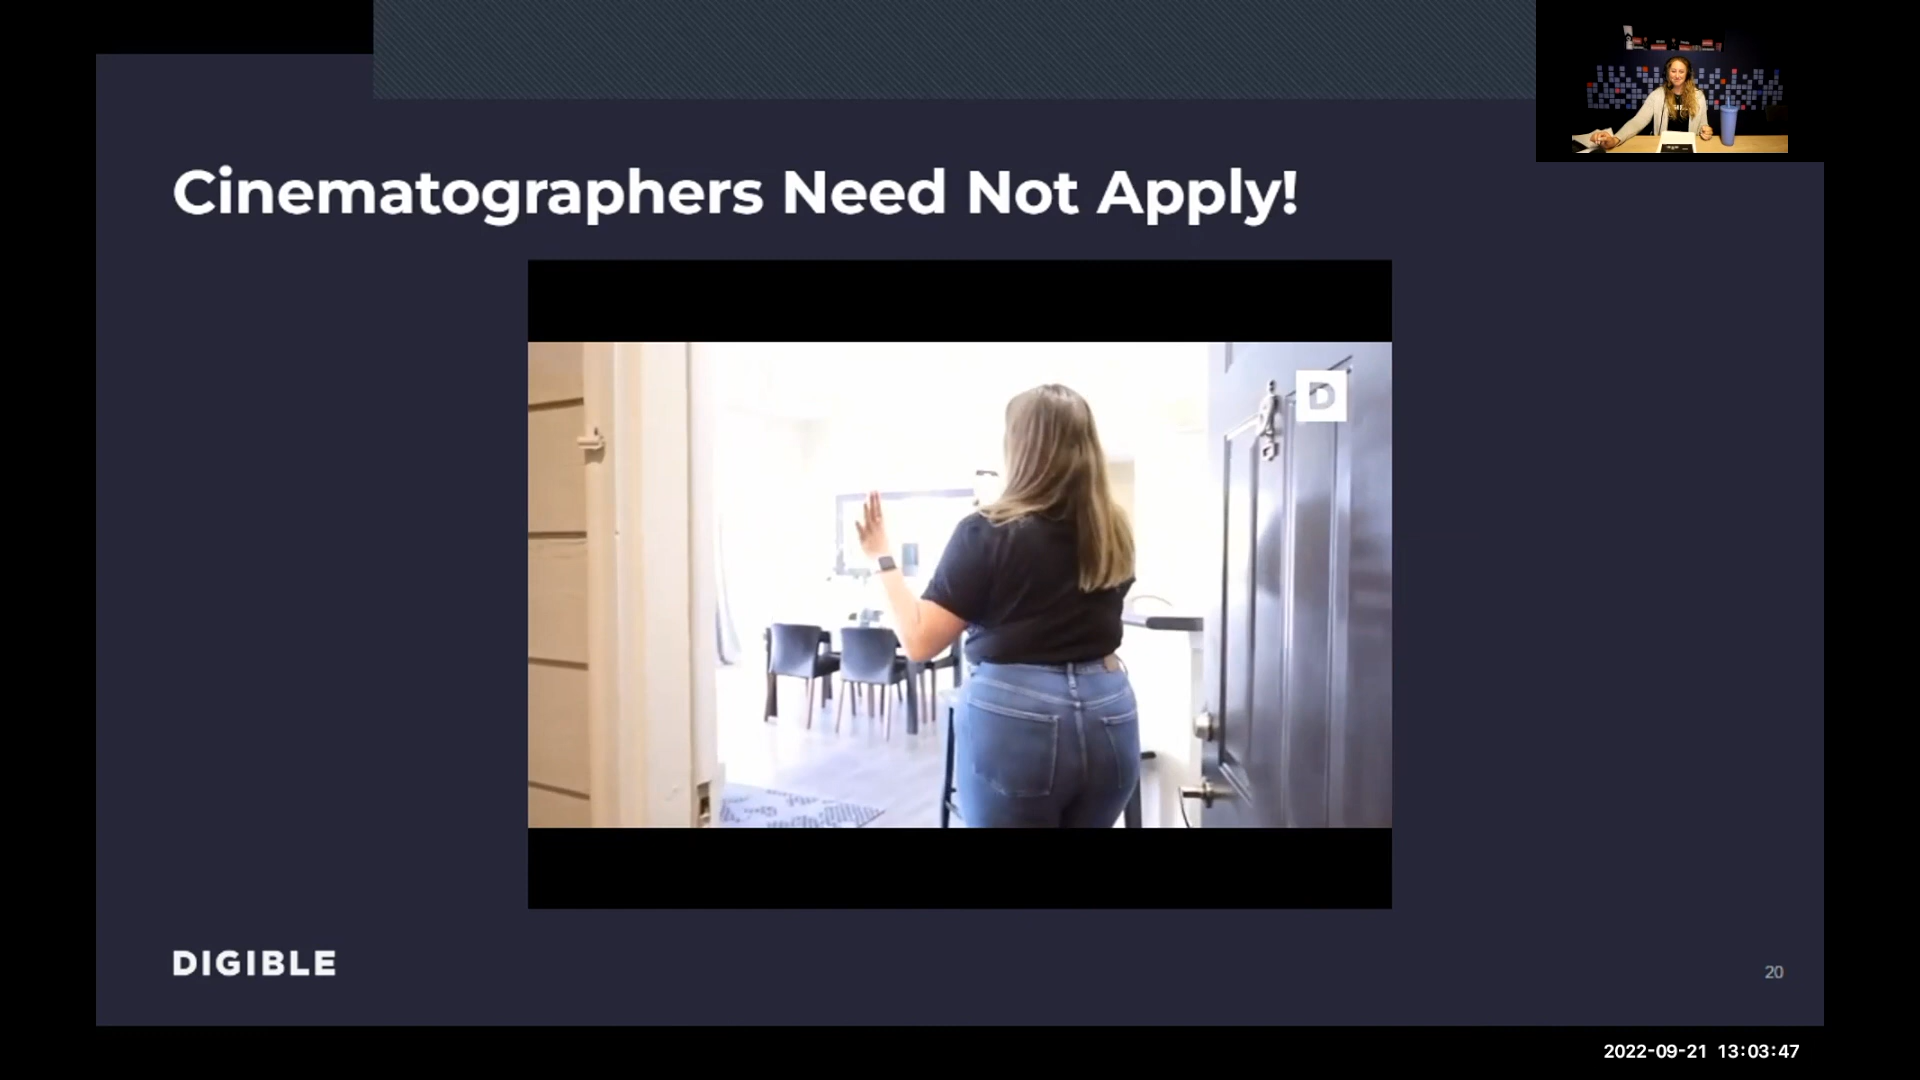 Cinematographers Need Not Apply!
D
DIGIBLE
20
2022-09-21 13:03:47